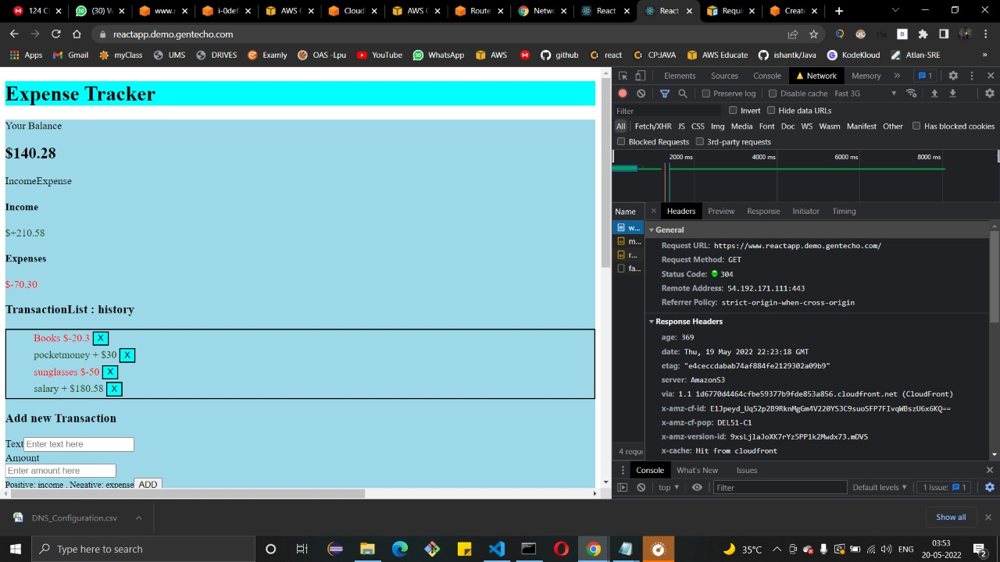 124 Cl
(30) W
www.r
i-0def
AWS C
Cloud
AWS C
Route
Netwo
React
React
Requi
Create
reactapp.demo.gentecho.com
1.5x
Apps Gmail myClass UMS DRIVES Examly OAS -Lpu YouTube WhatsApp AWS github react CPJAVA AWS Educate ishantk/Java KodeKloud Atlan-SRE »
Expense Tracker
Your Balance
$140.28
IncomeExpense
Income
$+210.58
Expenses
$-70.30
TransactionList : history
Books $-20.3 X
pocketmoney + $30 X
sunglasses $-50 X
salary + $180.58 X
Add new Transaction
Text Enter text here
Amount
Enter amount here
Positive: income , Negative: expense ADD
Elements Sources Console Network Memory » 1
Preserve log Disable cache Fast 3G
Filter Invert Hide data URLs
All Fetch/XHR JS CSS Img Media Font Doc WS Wasm Manifest Other Has blocked cookies
Blocked Requests 3rd-party requests
2000 ms 4000 ms 6000 ms 8000 ms
Name Headers Preview Response Initiator Timing
w...
m...
r...
fa...
4 reque
General
Request URL: https://www.reactapp.demo.gentecho.com/
Request Method: GET
Status Code: 304
Remote Address: 54.192.171.111:443
Referrer Policy: strict-origin-when-cross-origin
Response Headers
age: 369
date: Thu, 19 May 2022 22:23:18 GMT
etag: "e4ceccdabab74af884fe2129302a09b9"
server: AmazonS3
via: 1.1 1d6770d4464cfbe59377b9fde853a856.cloudfront.net (CloudFront)
x-amz-cf-id: E1Jpeyd_Uq52p2B9RknMgGm4V220YS3C9suoSFP7FIvqWBszU6x6KQ==
x-amz-cf-pop: DEL51-C1
x-amz-version-id: 9xsLjlaJoXK7rYz5PP1k2Mwdx73.mDVS
x-cache: Hit from cloudfront
Console What's New Issues
top Filter Default levels 1 Issue: 1
DNS_Configuration.csv Show all
Type here to search
35°C ENG 03:53
20-05-2022
2